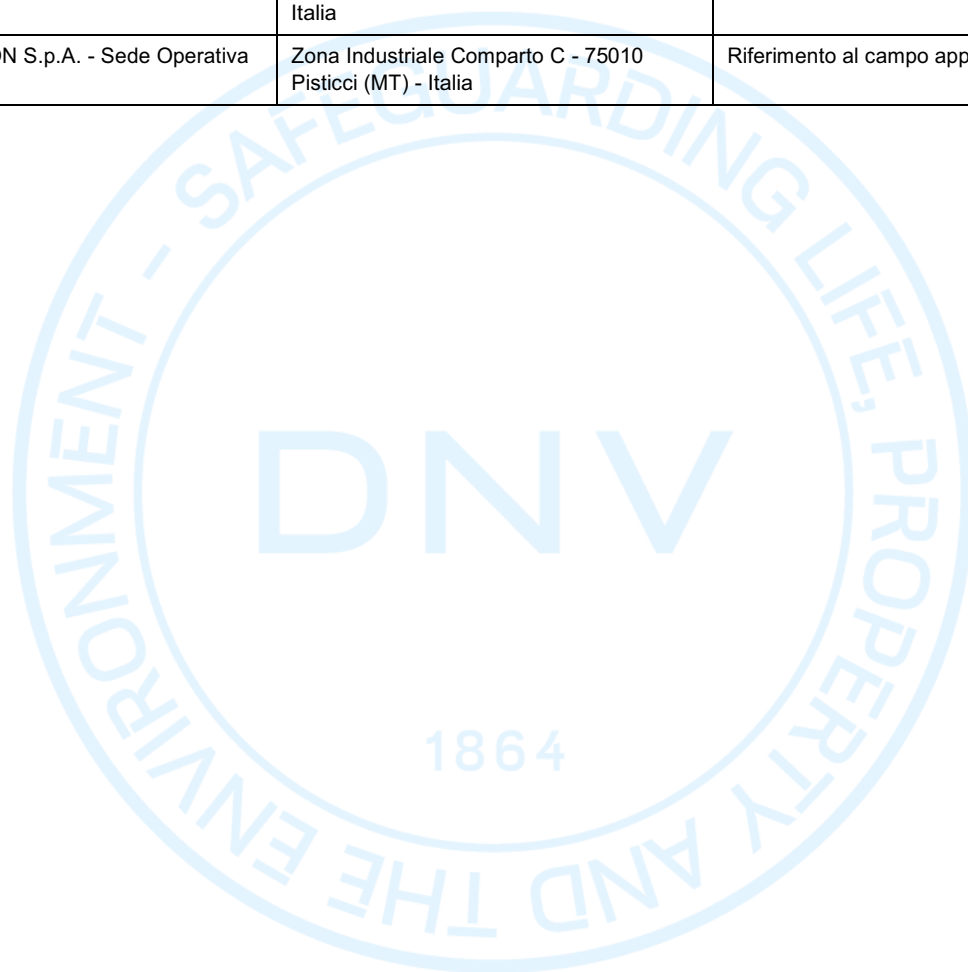 Italia
N S.p.A. - Sede Operativa
Zona Industriale Comparto C - 75010
Pisticci (MT) - Italia
Riferimento al campo app
SAFEGUARDING LIFE, PROPERTY AND THE ENVIRONMENT -
DNV
1864